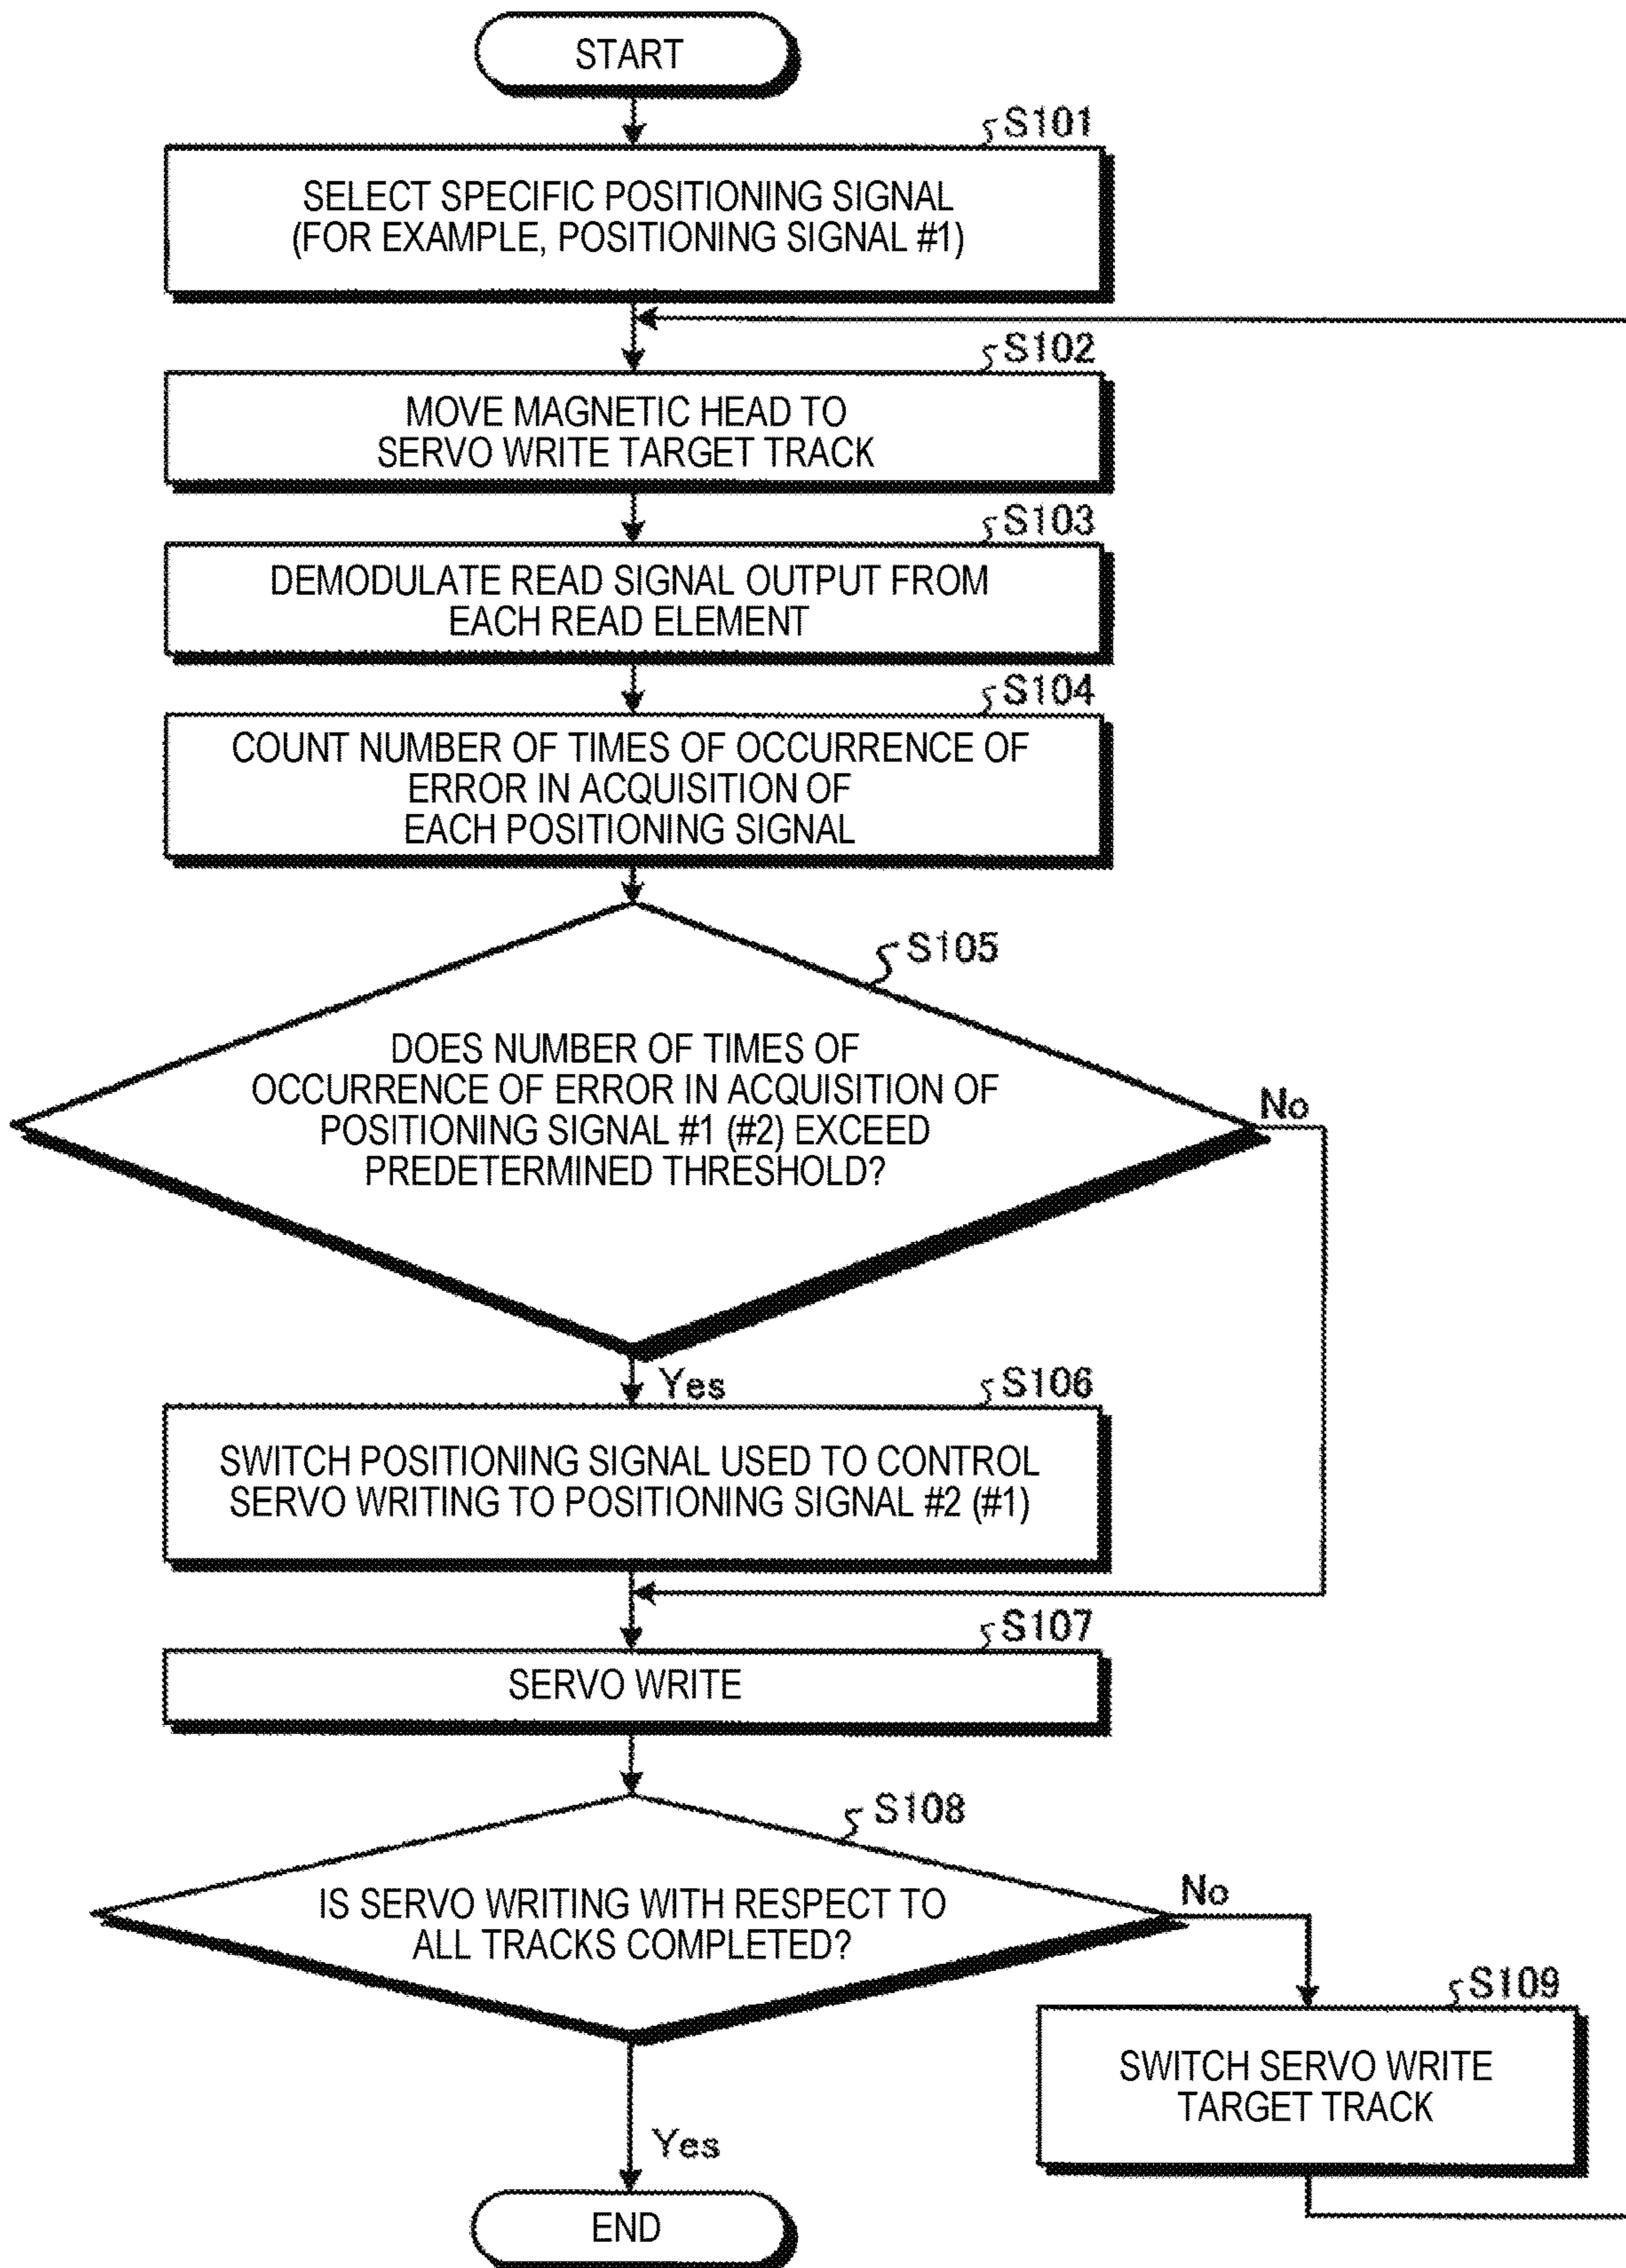 START
S101
SELECT SPECIFIC POSITIONING SIGNAL
(FOR EXAMPLE, POSITIONING SIGNAL #1)
S102
MOVE MAGNETIC HEAD TO
SERVO WRITE TARGET TRACK
S103
DEMODULATE READ SIGNAL OUTPUT FROM
EACH READ ELEMENT
S104
COUNT NUMBER OF TIMES OF OCCURRENCE OF
ERROR IN ACQUISITION OF
EACH POSITIONING SIGNAL
S105
DOES NUMBER OF TIMES OF
OCCURRENCE OF ERROR IN ACQUISITION OF
POSITIONING SIGNAL #1 (#2) EXCEED
PREDETERMINED THRESHOLD?
No
Yes
S106
SWITCH POSITIONING SIGNAL USED TO CONTROL
SERVO WRITING TO POSITIONING SIGNAL #2 (#1)
S107
SERVO WRITE
S108
IS SERVO WRITING WITH RESPECT TO
ALL TRACKS COMPLETED?
No
S109
SWITCH SERVO WRITE
TARGET TRACK
Yes
END